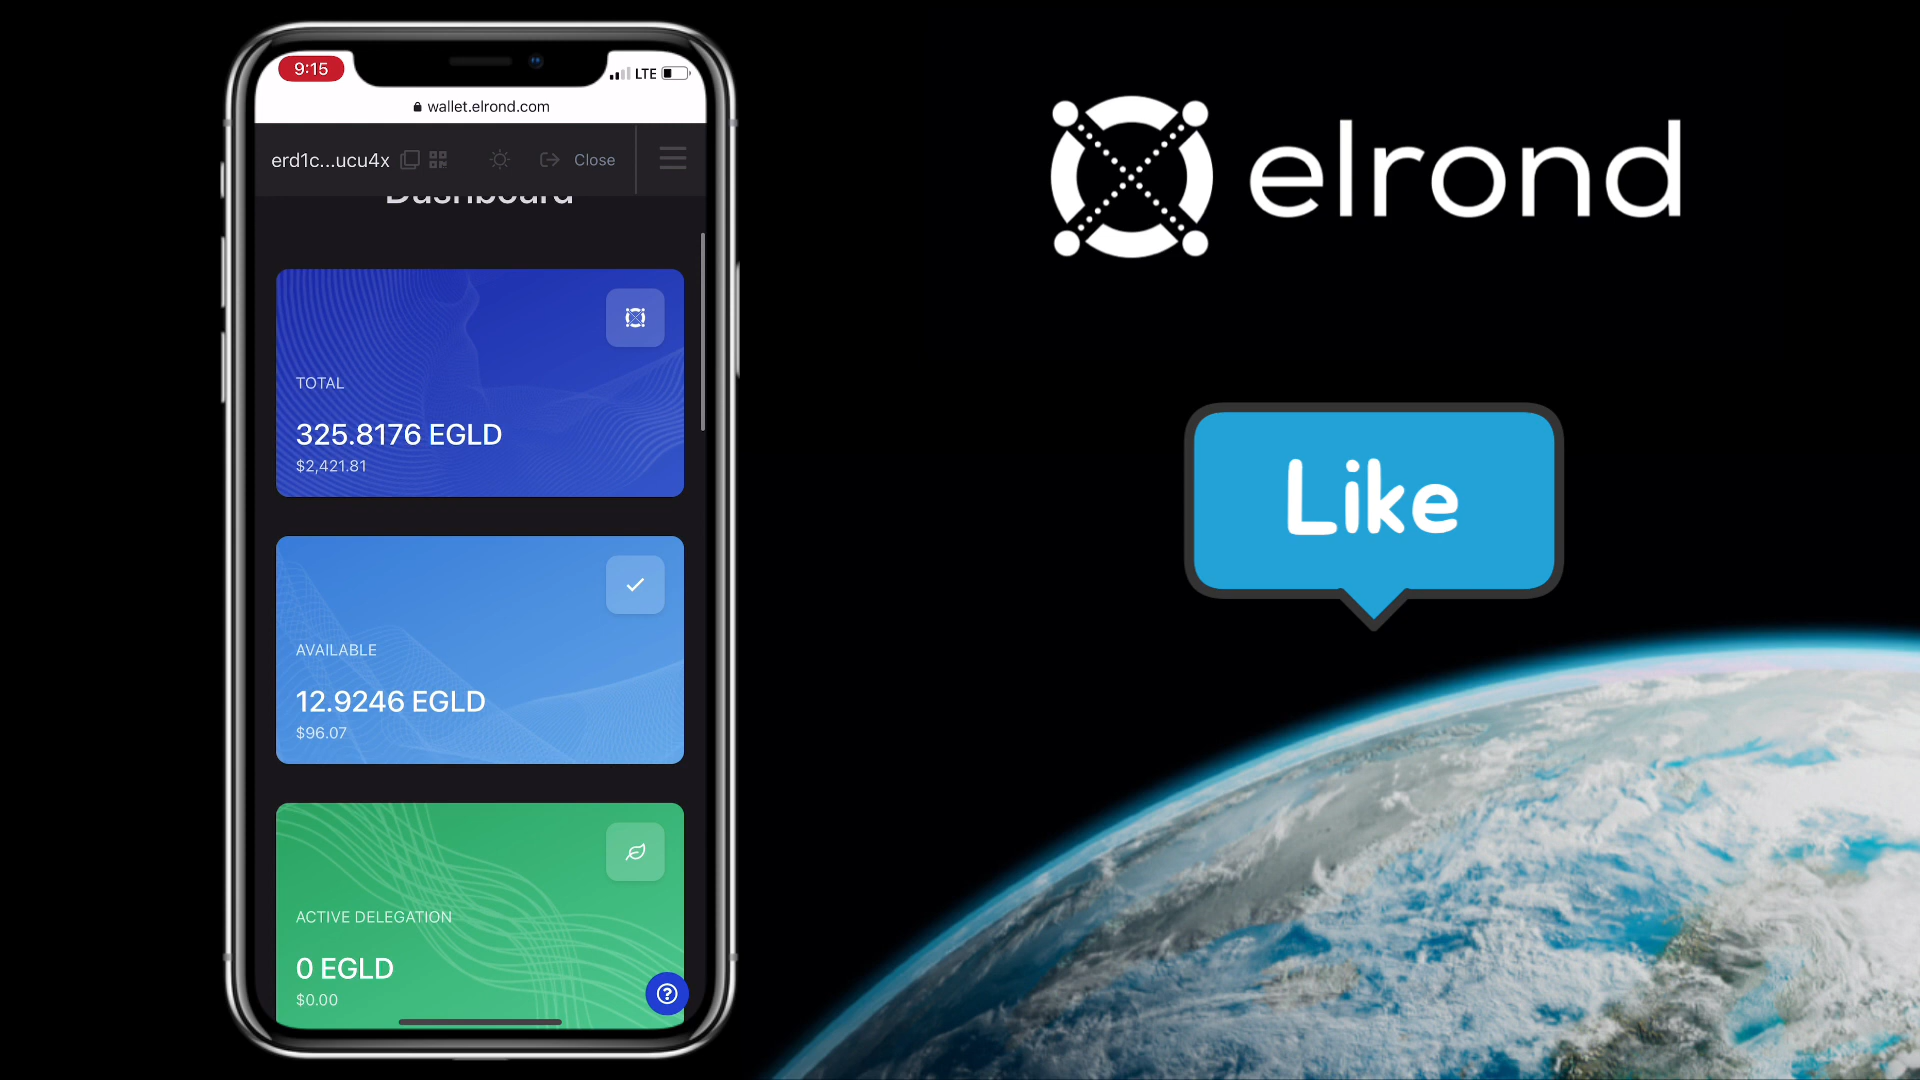 9:15
LTE
wallet.elrond.com
erd1c...ucu4x
Close
Dashboard
TOTAL
325.8176 EGLD
$2,421.81
AVAILABLE
12.9246 EGLD
$96.07
ACTIVE DELEGATION
0 EGLD
$0.00
elrond
Like